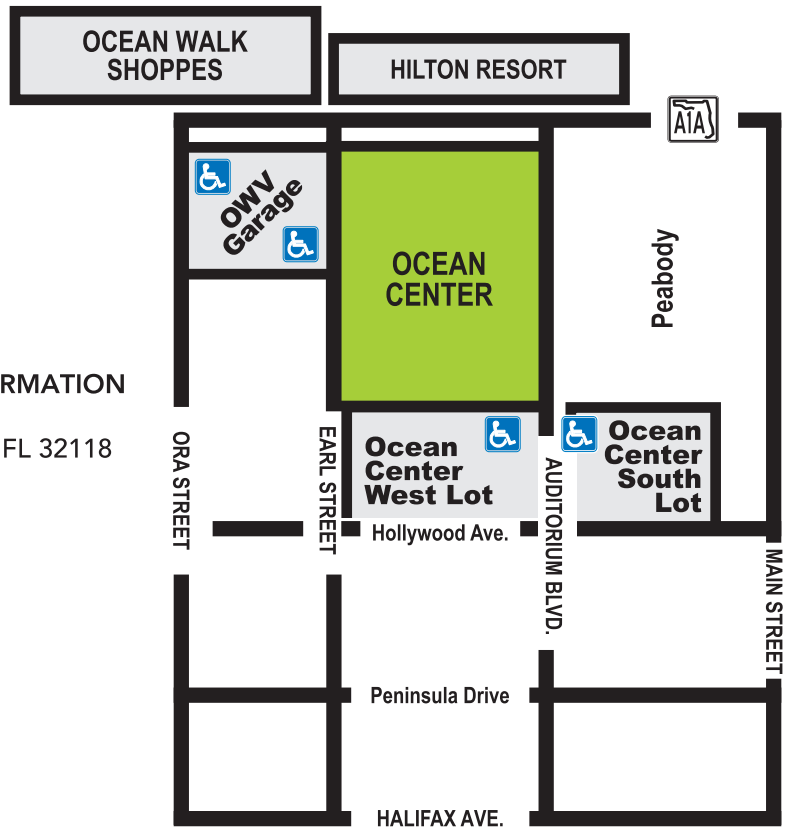 OCEAN WALK
SHOPPES
HILTON RESORT
A1A
OWV
Garage
OCEAN
CENTER
Peabody
RMATION
FL 32118
ORA STREET
EARL STREET
Ocean
Center
West Lot
AUDITORIUM BLVD.
Ocean
Center
South
Lot
Hollywood Ave.
MAIN STREET
Peninsula Drive
HALIFAX AVE.